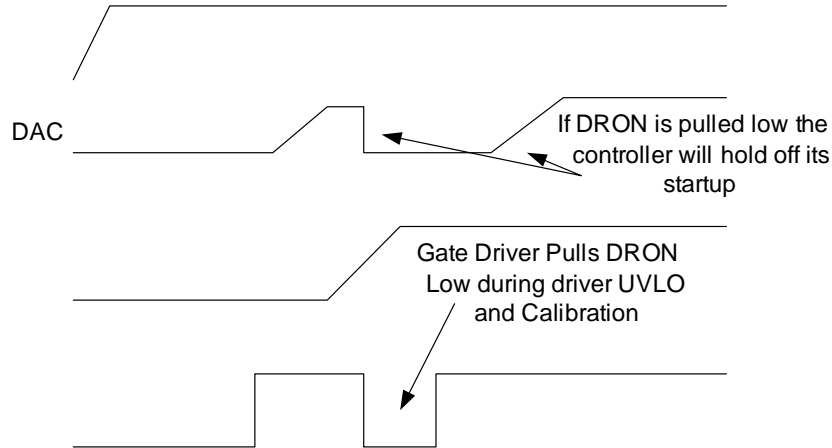 DAC
If DRON is pulled low the
controller will hold off its
startup
Gate Driver Pulls DRON
Low during driver UVLO
and Calibration